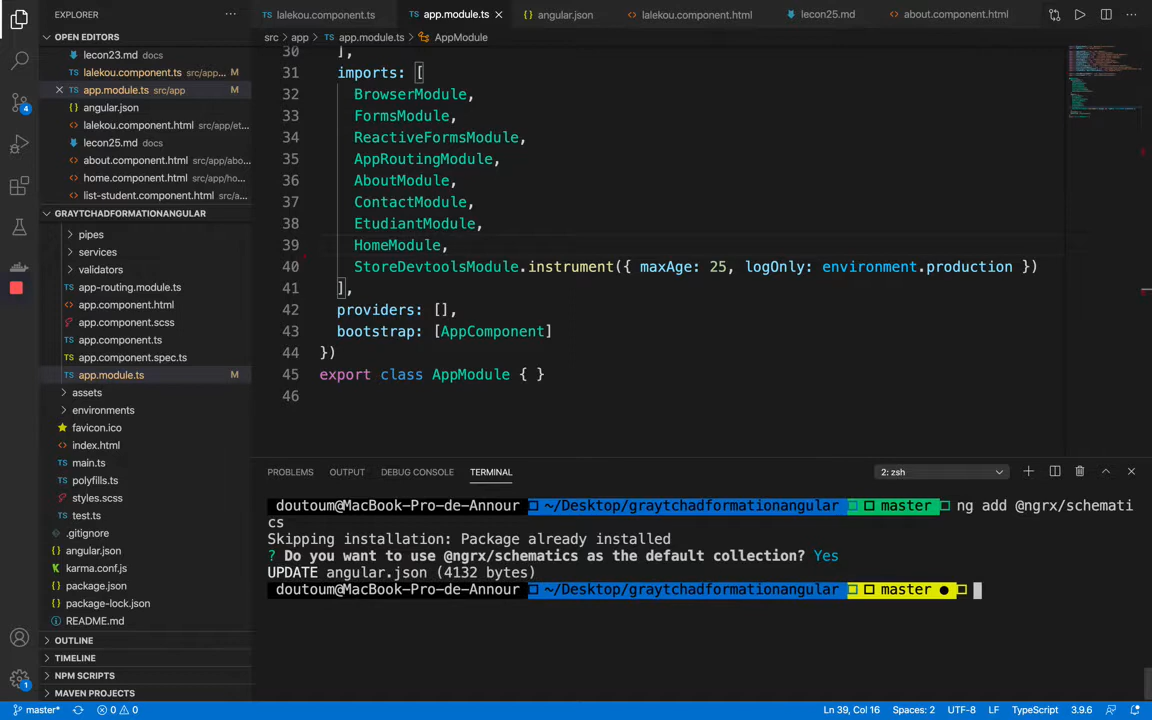 EXPLORER
lalekou.component.ts
app.module.ts
angular.json
lalekou.component.html
lecon25.md
about.component.html
OPEN EDITORS
src > app > app.module.ts > AppModule
lecon23.md docs
lalekou.component.ts src/app... M
app.module.ts src/app M
angular.json
lalekou.component.html src/app/et...
lecon25.md docs
about.component.html src/app/abo...
home.component.html src/app/ho...
list-student.component.html src/a...
GRAYTCHADFORMATIONANGULAR
pipes
services
validators
app-routing.module.ts
app.component.html
app.component.scss
app.component.ts
app.component.spec.ts
app.module.ts M
assets
environments
favicon.ico
index.html
main.ts
polyfills.ts
styles.scss
test.ts
.gitignore
angular.json
karma.conf.js
package.json
package-lock.json
README.md
OUTLINE
TIMELINE
NPM SCRIPTS
MAVEN PROJECTS
30 ],
31 imports: [
32 BrowserModule,
33 FormsModule,
34 ReactiveFormsModule,
35 AppRoutingModule,
36 AboutModule,
37 ContactModule,
38 EtudiantModule,
39 HomeModule,
40 StoreDevtoolsModule.instrument({ maxAge: 25, logOnly: environment.production })
41 ],
42 providers: [],
43 bootstrap: [AppComponent]
44 })
45 export class AppModule { }
46
PROBLEMS OUTPUT DEBUG CONSOLE TERMINAL 2: zsh
doutoum@MacBook-Pro-de-Annour ~/Desktop/graytchadformationangular master ng add @ngrx/schemati
cs
Skipping installation: Package already installed
? Do you want to use @ngrx/schematics as the default collection? Yes
UPDATE angular.json (4132 bytes)
doutoum@MacBook-Pro-de-Annour ~/Desktop/graytchadformationangular master ●
4
1
master* 0 0 Ln 39, Col 16 Spaces: 2 UTF-8 LF TypeScript 3.9.6